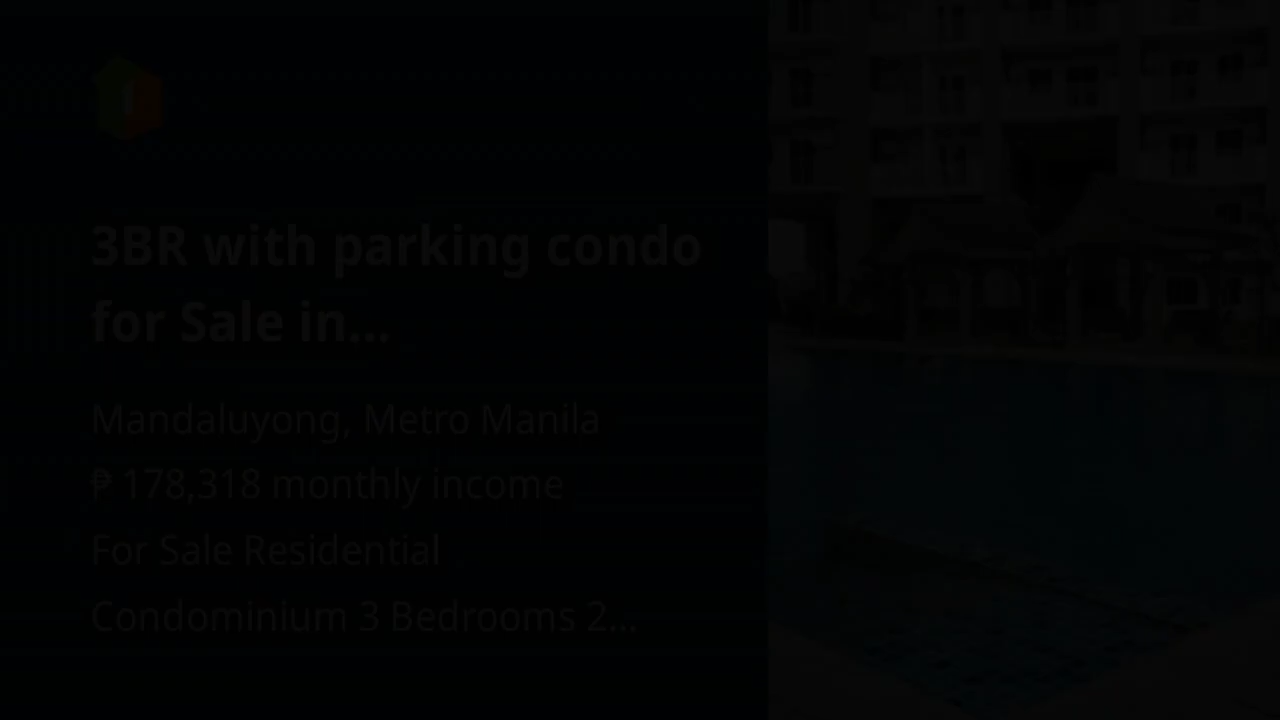 3BR with parking condo
for Sale in...
Mandaluyong, Metro Manila
₱ 178,318 monthly income
For Sale Residential
Condominium 3 Bedrooms 2...